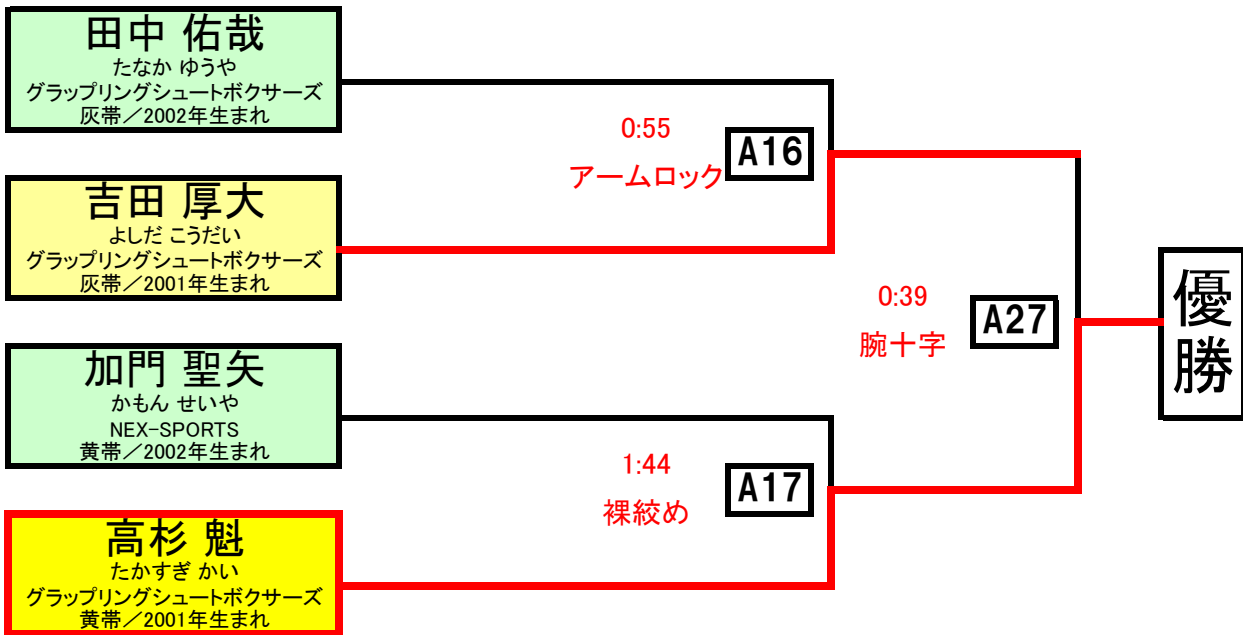 田中 佑哉
たなか ゆうや
グラップリングシュートボクサーズ
灰帯／2002年生まれ
0:55
アームロック
A16
吉田 厚大
よしだ こうだい
グラップリングシュートボクサーズ
灰帯／2001年生まれ
0:39
腕十字
A27
優勝
加門 聖矢
かもん せいや
NEX-SPORTS
黄帯／2002年生まれ
1:44
裸絞め
A17
高杉 魁
たかすぎ かい
グラップリングシュートボクサーズ
黄帯／2001年生まれ